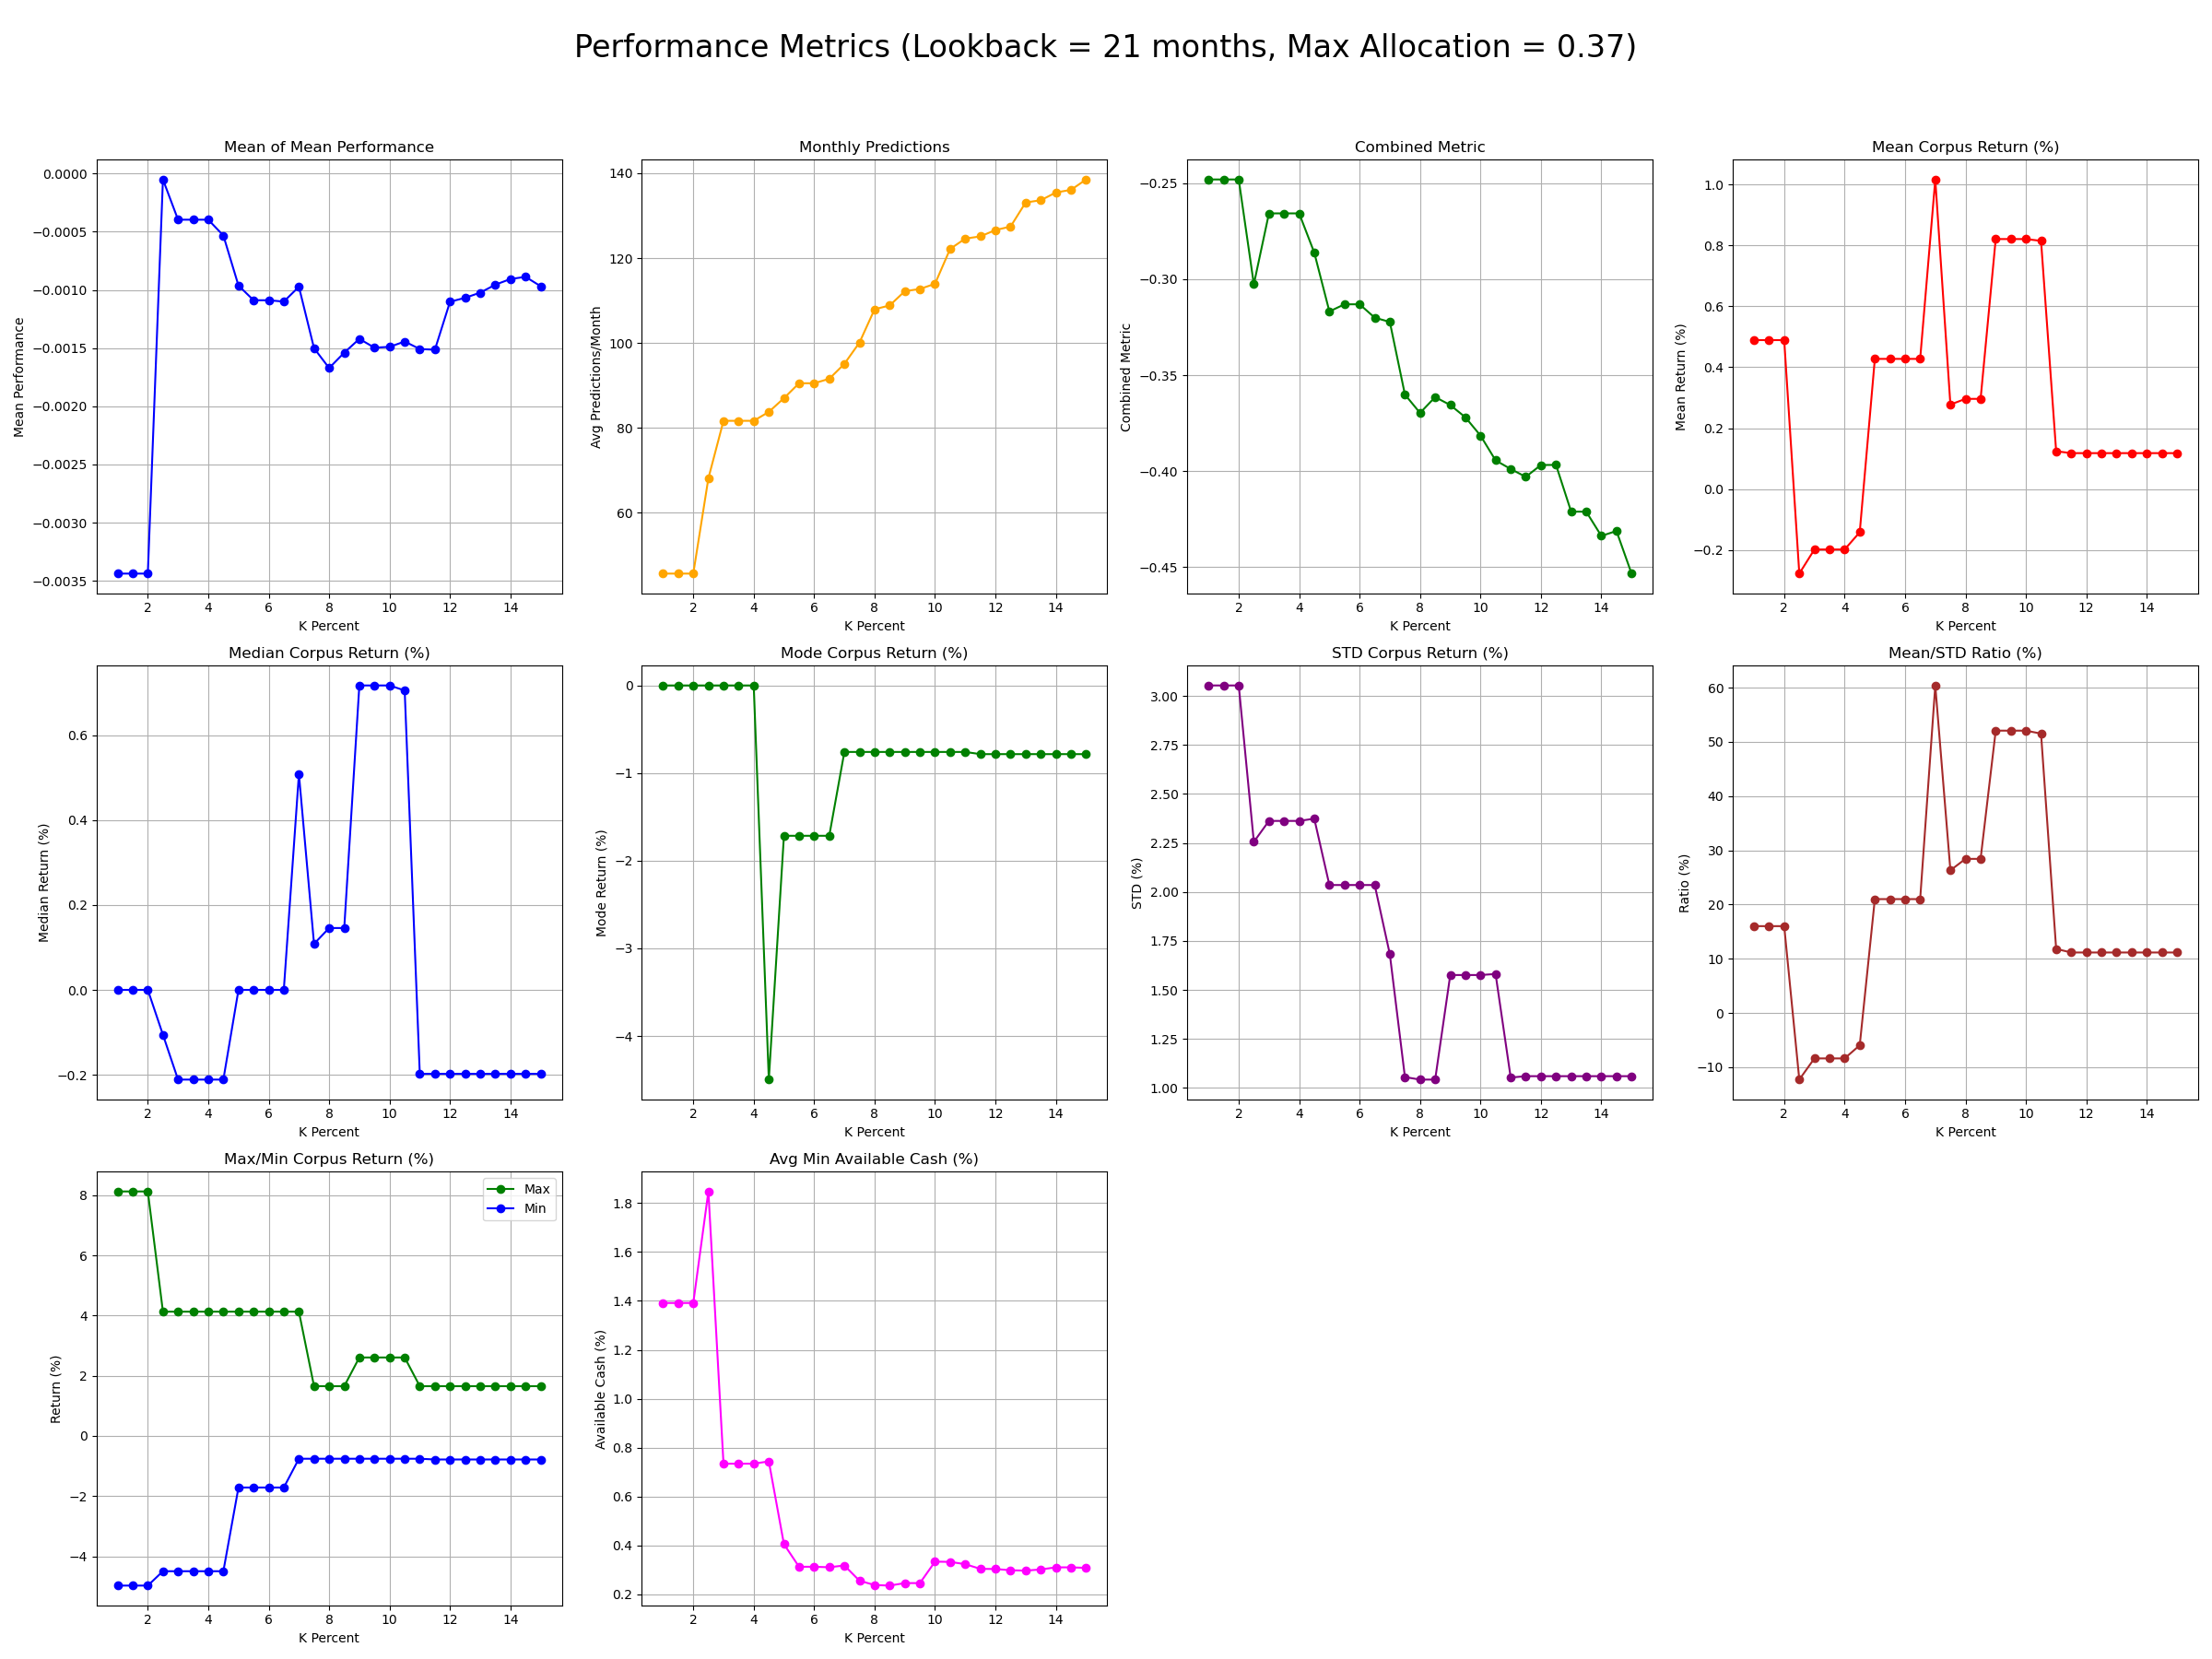 Performance Metrics (Lookback = 21 months, Max Allocation = 0.37)
Mean of Mean Performance
Mean Performance
0.0000
−0.0005
−0.0010
−0.0015
−0.0020
−0.0025
−0.0030
−0.0035
2 4 6 8 10 12 14
K Percent
Monthly Predictions
Avg Predictions/Month
140
120
100
80
60
2 4 6 8 10 12 14
K Percent
Combined Metric
Combined Metric
−0.25
−0.30
−0.35
−0.40
−0.45
2 4 6 8 10 12 14
K Percent
Mean Corpus Return (%)
Mean Return (%)
1.0
0.8
0.6
0.4
0.2
0.0
−0.2
2 4 6 8 10 12 14
K Percent
Median Corpus Return (%)
Median Return (%)
0.6
0.4
0.2
0.0
−0.2
2 4 6 8 10 12 14
K Percent
Mode Corpus Return (%)
Mode Return (%)
0
−1
−2
−3
−4
2 4 6 8 10 12 14
K Percent
STD Corpus Return (%)
STD (%)
3.00
2.75
2.50
2.25
2.00
1.75
1.50
1.25
1.00
2 4 6 8 10 12 14
K Percent
Mean/STD Ratio (%)
Ratio (%)
60
50
40
30
20
10
0
−10
2 4 6 8 10 12 14
K Percent
Max/Min Corpus Return (%)
Return (%)
8
6
4
2
0
−2
−4
Max
Min
2 4 6 8 10 12 14
K Percent
Avg Min Available Cash (%)
Available Cash (%)
1.8
1.6
1.4
1.2
1.0
0.8
0.6
0.4
0.2
2 4 6 8 10 12 14
K Percent